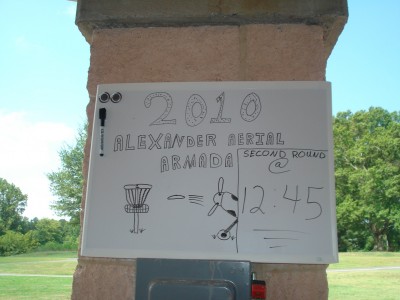 2010
ALEXANDER AERIAL
ARMADA
SECOND ROUND
@
12:45